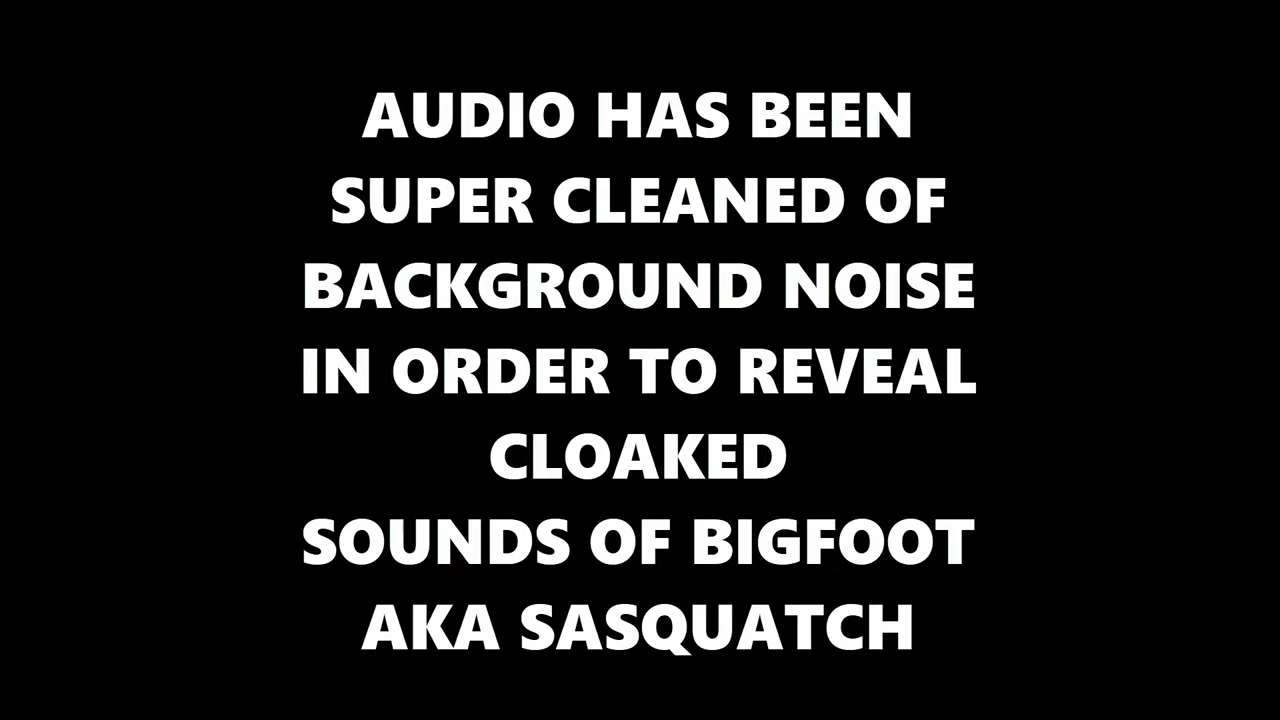 AUDIO HAS BEEN
SUPER CLEANED OF
BACKGROUND NOISE
IN ORDER TO REVEAL
CLOAKED
SOUNDS OF BIGFOOT
AKA SASQUATCH